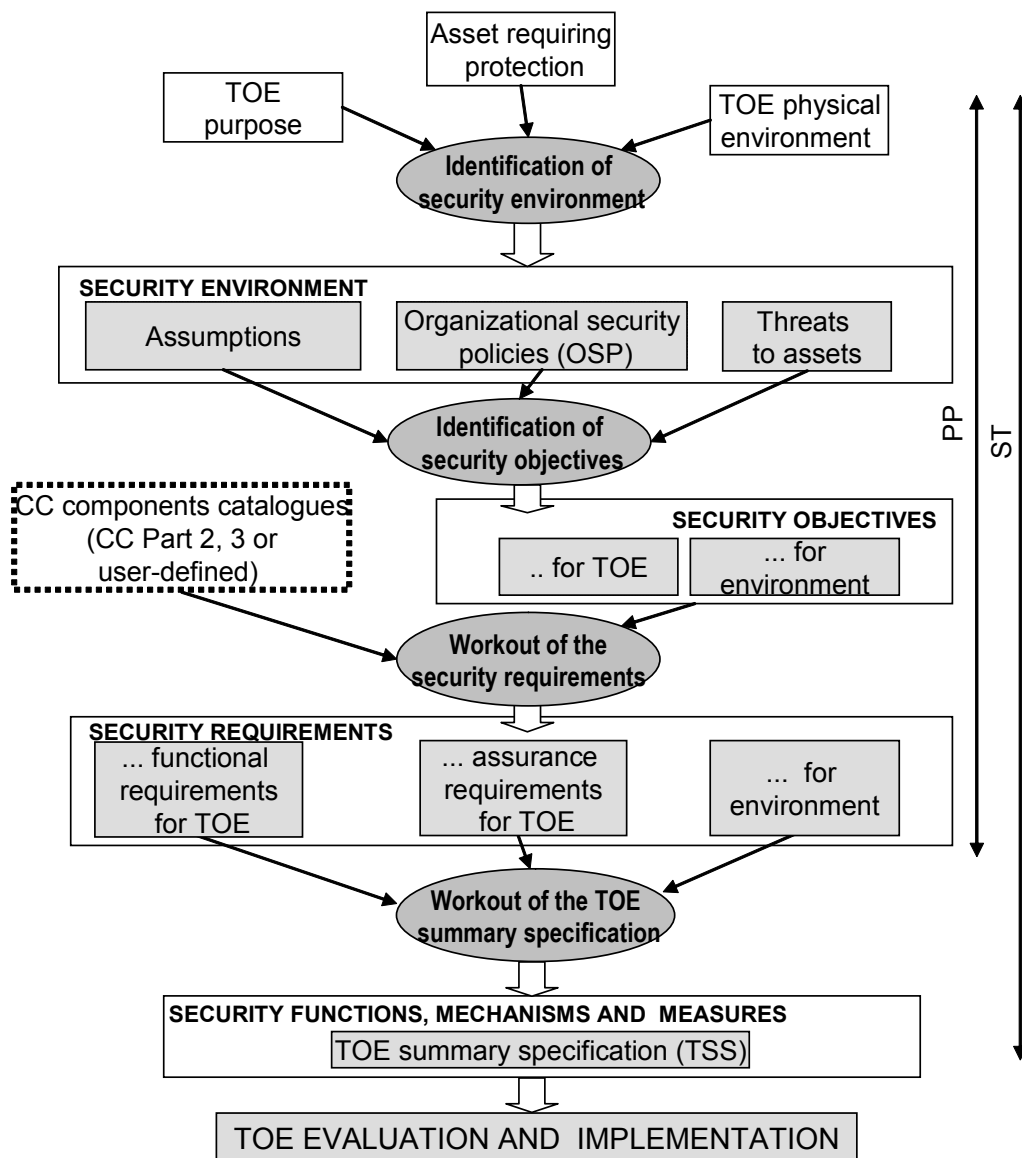 Asset requiring
protection
TOE
purpose
TOE physical
environment
Identification of
security environment
SECURITY ENVIRONMENT
Assumptions
Organizational security
policies (OSP)
Threats
to assets
Identification of
security objectives
PP
ST
CC components catalogues
(CC Part 2, 3 or
user-defined)
SECURITY OBJECTIVES
.. for TOE
... for
environment
Workout of the
security requirements
SECURITY REQUIREMENTS
... functional
requirements
for TOE
... assurance
requirements
for TOE
... for
environment
Workout of the TOE
summary specification
SECURITY FUNCTIONS, MECHANISMS AND MEASURES
TOE summary specification (TSS)
TOE EVALUATION AND IMPLEMENTATION